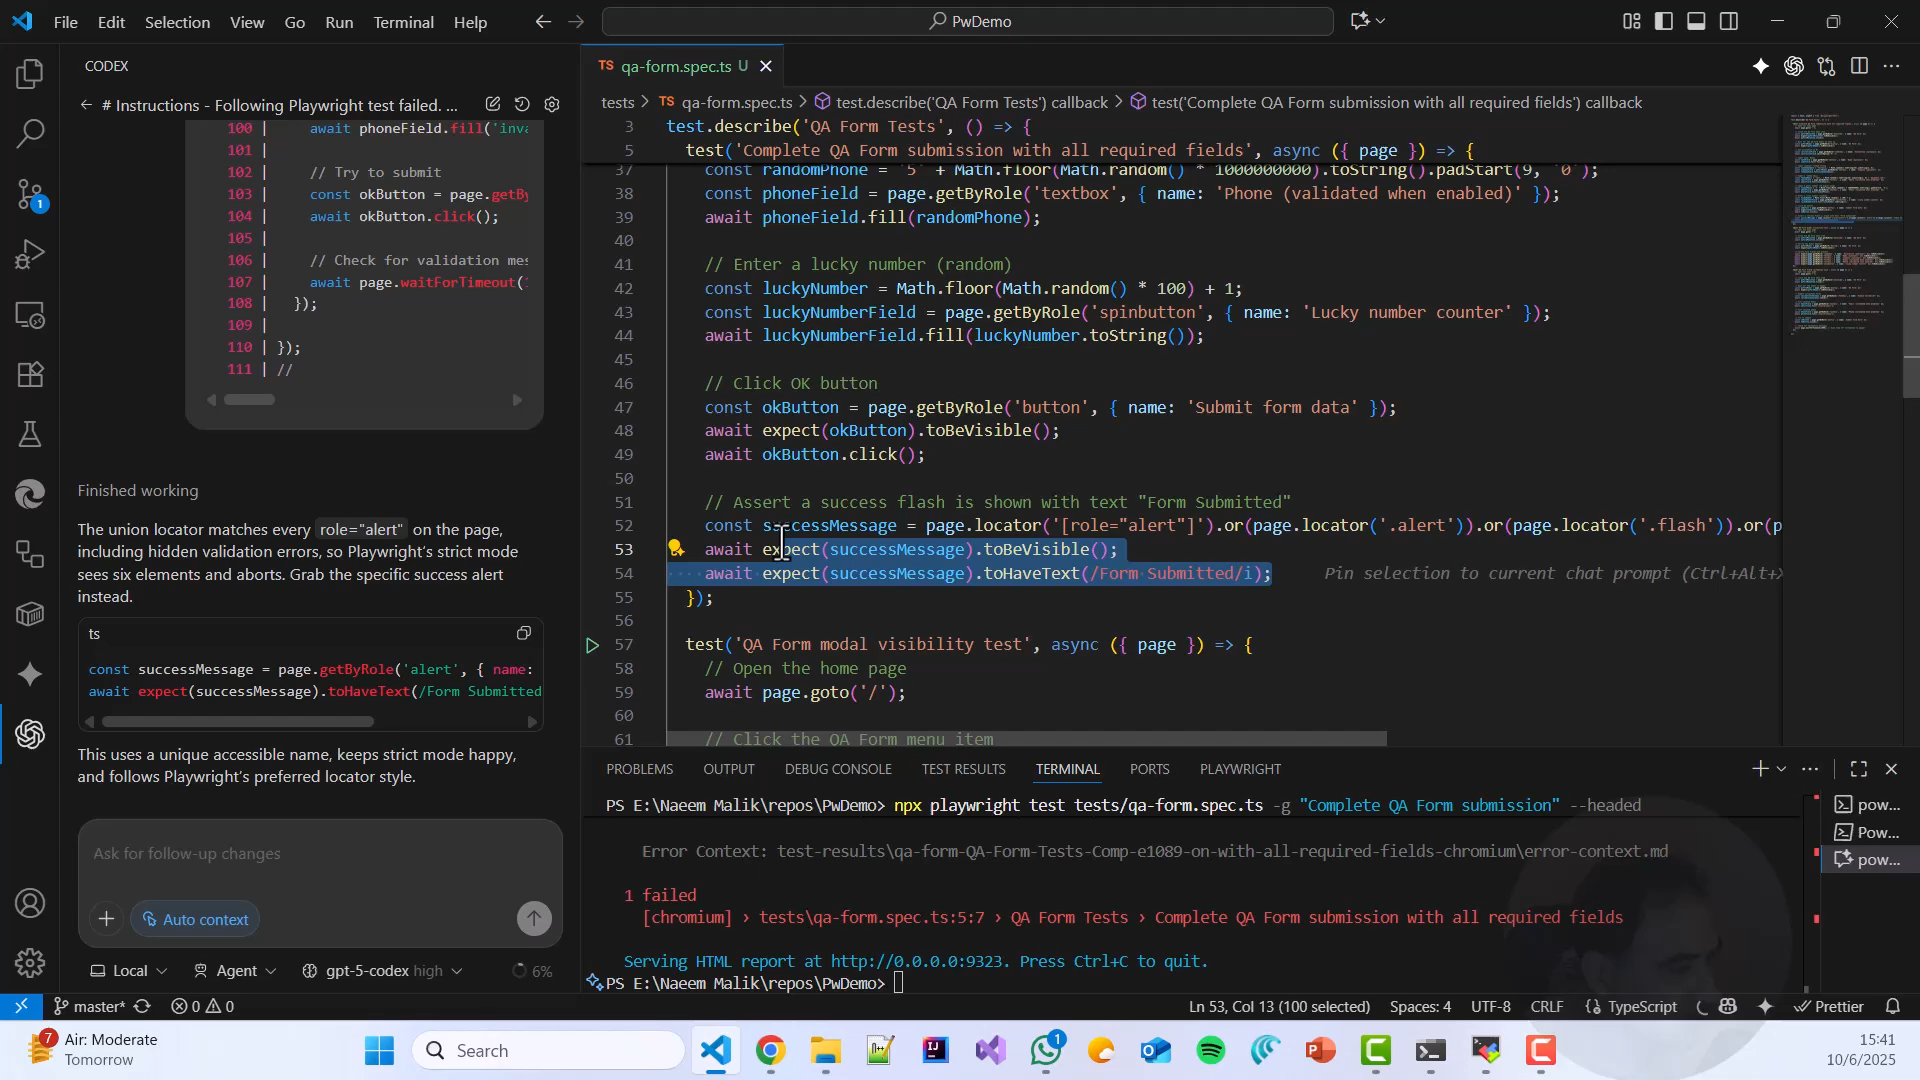 File Edit Selection View Go Run Terminal Help
PwDemo
CODEX
# Instructions - Following Playwright test failed. ...
100 | await phoneField.fill('inva
101 |
102 | // Try to submit
103 | const okButton = page.getBy
104 | await okButton.click();
105 |
106 | // Check for validation mes
107 | await page.waitForTimeout(
108 | });
109 |
110 | });
111 | //
Finished working
The union locator matches every role="alert" on the page,
including hidden validation errors, so Playwright's strict mode
sees six elements and aborts. Grab the specific success alert
instead.
ts
const successMessage = page.getByRole('alert', { name:
await expect(successMessage).toHaveText(/Form Submitted
This uses a unique accessible name, keeps strict mode happy,
and follows Playwright's preferred locator style.
Ask for follow-up changes
Auto context
Local Agent gpt-5-codex high 6%
TS qa-form.spec.ts U
tests > TS qa-form.spec.ts > test.describe('QA Form Tests') callback > test('Complete QA Form submission with all required fields') callback
3 test.describe('QA Form Tests', () => {
5 test('Complete QA Form submission with all required fields', async ({ page }) => {
37 const randomPhone = '5' + Math.floor(Math.random() * 1000000000).toString().padStart(9, '0');
38 const phoneField = page.getByRole('textbox', { name: 'Phone (validated when enabled)' });
39 await phoneField.fill(randomPhone);
40
41 // Enter a lucky number (random)
42 const luckyNumber = Math.floor(Math.random() * 100) + 1;
43 const luckyNumberField = page.getByRole('spinbutton', { name: 'Lucky number counter' });
44 await luckyNumberField.fill(luckyNumber.toString());
45
46 // Click OK button
47 const okButton = page.getByRole('button', { name: 'Submit form data' });
48 await expect(okButton).toBeVisible();
49 await okButton.click();
50
51 // Assert a success flash is shown with text "Form Submitted"
52 const successMessage = page.locator('[role="alert"]').or(page.locator('.alert')).or(page.locator('.flash')).or(p
53 await expect(successMessage).toBeVisible();
54 await expect(successMessage).toHaveText(/Form Submitted/i); Pin selection to current chat prompt (Ctrl+Alt+X
55 });
56
57 test('QA Form modal visibility test', async ({ page }) => {
58 // Open the home page
59 await page.goto('/');
60
61 // Click the QA Form menu item
PROBLEMS OUTPUT DEBUG CONSOLE TEST RESULTS TERMINAL PORTS PLAYWRIGHT
PS E:\Naeem Malik\repos\PwDemo> npx playwright test tests/qa-form.spec.ts -g "Complete QA Form submission" --headed
Error Context: test-results\qa-form-QA-Form-Tests-Comp-e1089-on-with-all-required-fields-chromium\error-context.md
1 failed
[chromium] › tests\qa-form.spec.ts:5:7 › QA Form Tests › Complete QA Form submission with all required fields
Serving HTML report at http://0.0.0.0:9323. Press Ctrl+C to quit.
PS E:\Naeem Malik\repos\PwDemo>
pow...
Pow...
pow...
master* 0 0
Ln 53, Col 13 (100 selected) Spaces: 4 UTF-8 CRLF TypeScript Prettier
7
Air: Moderate
Tomorrow
Search
1
1
15:41
10/6/2025